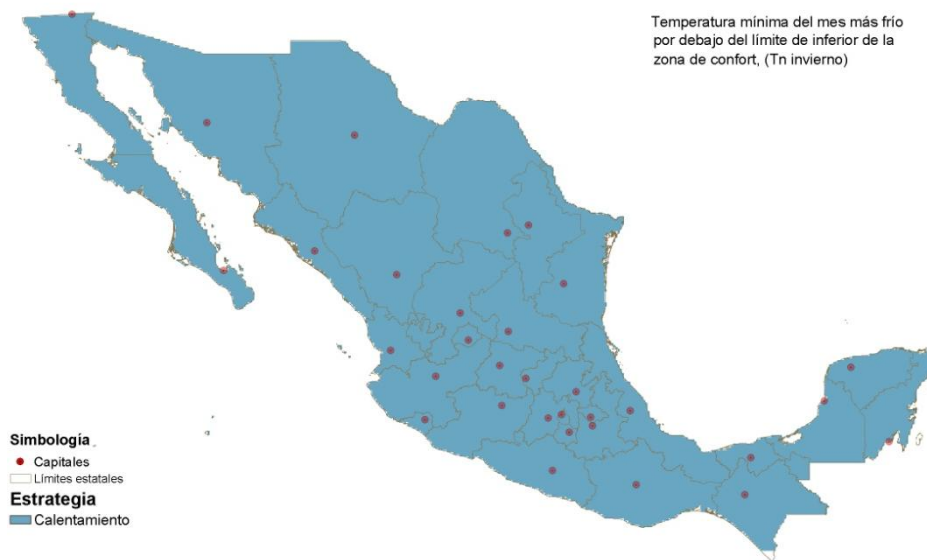 Temperatura mínima del mes más frío
por debajo del límite de inferior de la
zona de confort, (Tn invierno)
Simbología
Capitales
Límites estatales
Estrategia
Calentamiento